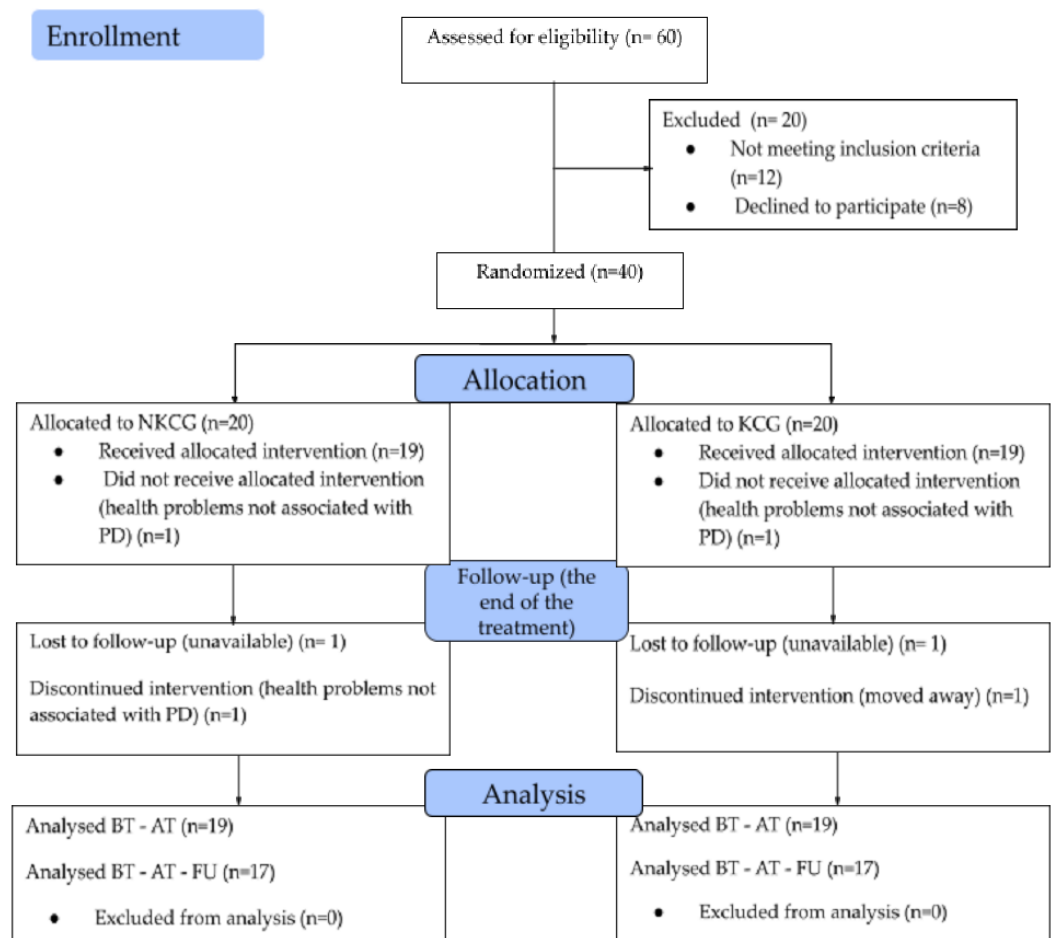 Enrollment
Assessed for eligibility (n= 60)
Excluded (n= 20)
● Not meeting inclusion criteria
(n=12)
● Declined to participate (n=8)
Randomized (n=40)
Allocation
Allocated to NKCG (n=20)
● Received allocated intervention (n=19)
● Did not receive allocated intervention
(health problems not associated with
PD) (n=1)
Allocated to KCG (n=20)
● Received allocated intervention (n=19)
● Did not receive allocated intervention
(health problems not associated with
PD) (n=1)
Follow-up (the
end of the
treatment)
Lost to follow-up (unavailable) (n= 1)
Discontinued intervention (health problems not
associated with PD) (n=1)
Lost to follow-up (unavailable) (n= 1)
Discontinued intervention (moved away) (n=1)
Analysis
Analysed BT - AT (n=19)
Analysed BT - AT - FU (n=17)
● Excluded from analysis (n=0)
Analysed BT - AT (n=19)
Analysed BT - AT - FU (n=17)
● Excluded from analysis (n=0)